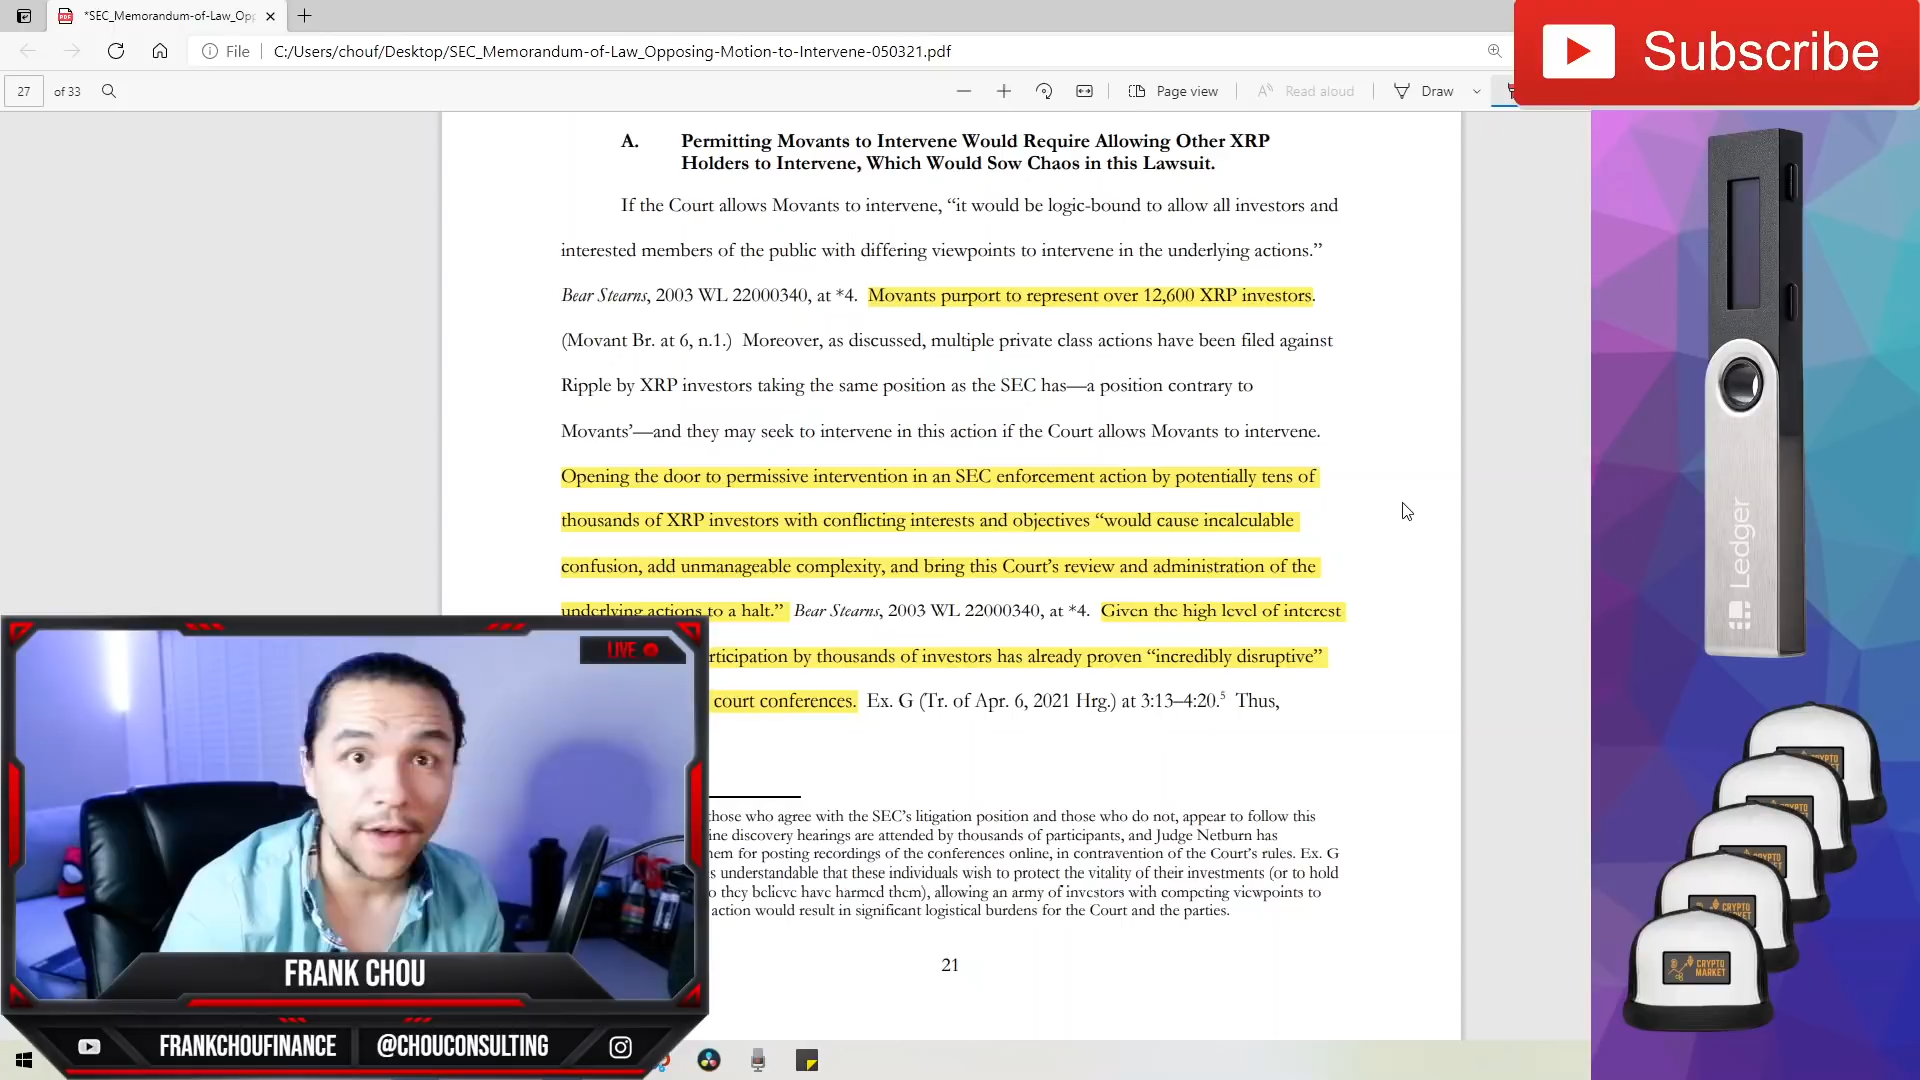 *SEC_Memorandum-of-Law_Opp
File
C:/Users/chouf/Desktop/SEC_Memorandum-of-Law_Opposing-Motion-to-Intervene-050321.pdf
Subscribe
27 of 33
Page view
Read aloud
Draw
A. Permitting Movants to Intervene Would Require Allowing Other XRP
Holders to Intervene, Which Would Sow Chaos in this Lawsuit.
If the Court allows Movants to intervene, “it would be logic-bound to allow all investors and
interested members of the public with differing viewpoints to intervene in the underlying actions.”
Bear Stearns, 2003 WL 22000340, at *4. Movants purport to represent over 12,600 XRP investors.
(Movant Br. at 6, n.1.) Moreover, as discussed, multiple private class actions have been filed against
Ripple by XRP investors taking the same position as the SEC has—a position contrary to
Movants’—and they may seek to intervene in this action if the Court allows Movants to intervene.
Opening the door to permissive intervention in an SEC enforcement action by potentially tens of
thousands of XRP investors with conflicting interests and objectives “would cause incalculable
confusion, add unmanageable complexity, and bring this Court’s review and administration of the
underlying actions to a halt.” Bear Stearns, 2003 WL 22000340, at *4. Given the high level of interest
rticipation by thousands of investors has already proven “incredibly disruptive”
court conferences. Ex. G (Tr. of Apr. 6, 2021 Hrg.) at 3:13–4:20.5 Thus,
those who agree with the SEC’s litigation position and those who do not, appear to follow this
ine discovery hearings are attended by thousands of participants, and Judge Netburn has
em for posting recordings of the conferences online, in contravention of the Court’s rules. Ex. G
s understandable that these individuals wish to protect the vitality of their investments (or to hold
o they believe have harmed them), allowing an army of investors with competing viewpoints to
action would result in significant logistical burdens for the Court and the parties.
21
LIVE
FRANK CHOU
FRANKCHOUFINANCE
@CHOUCONSULTING
Ledger
CRYPTO
MARKET